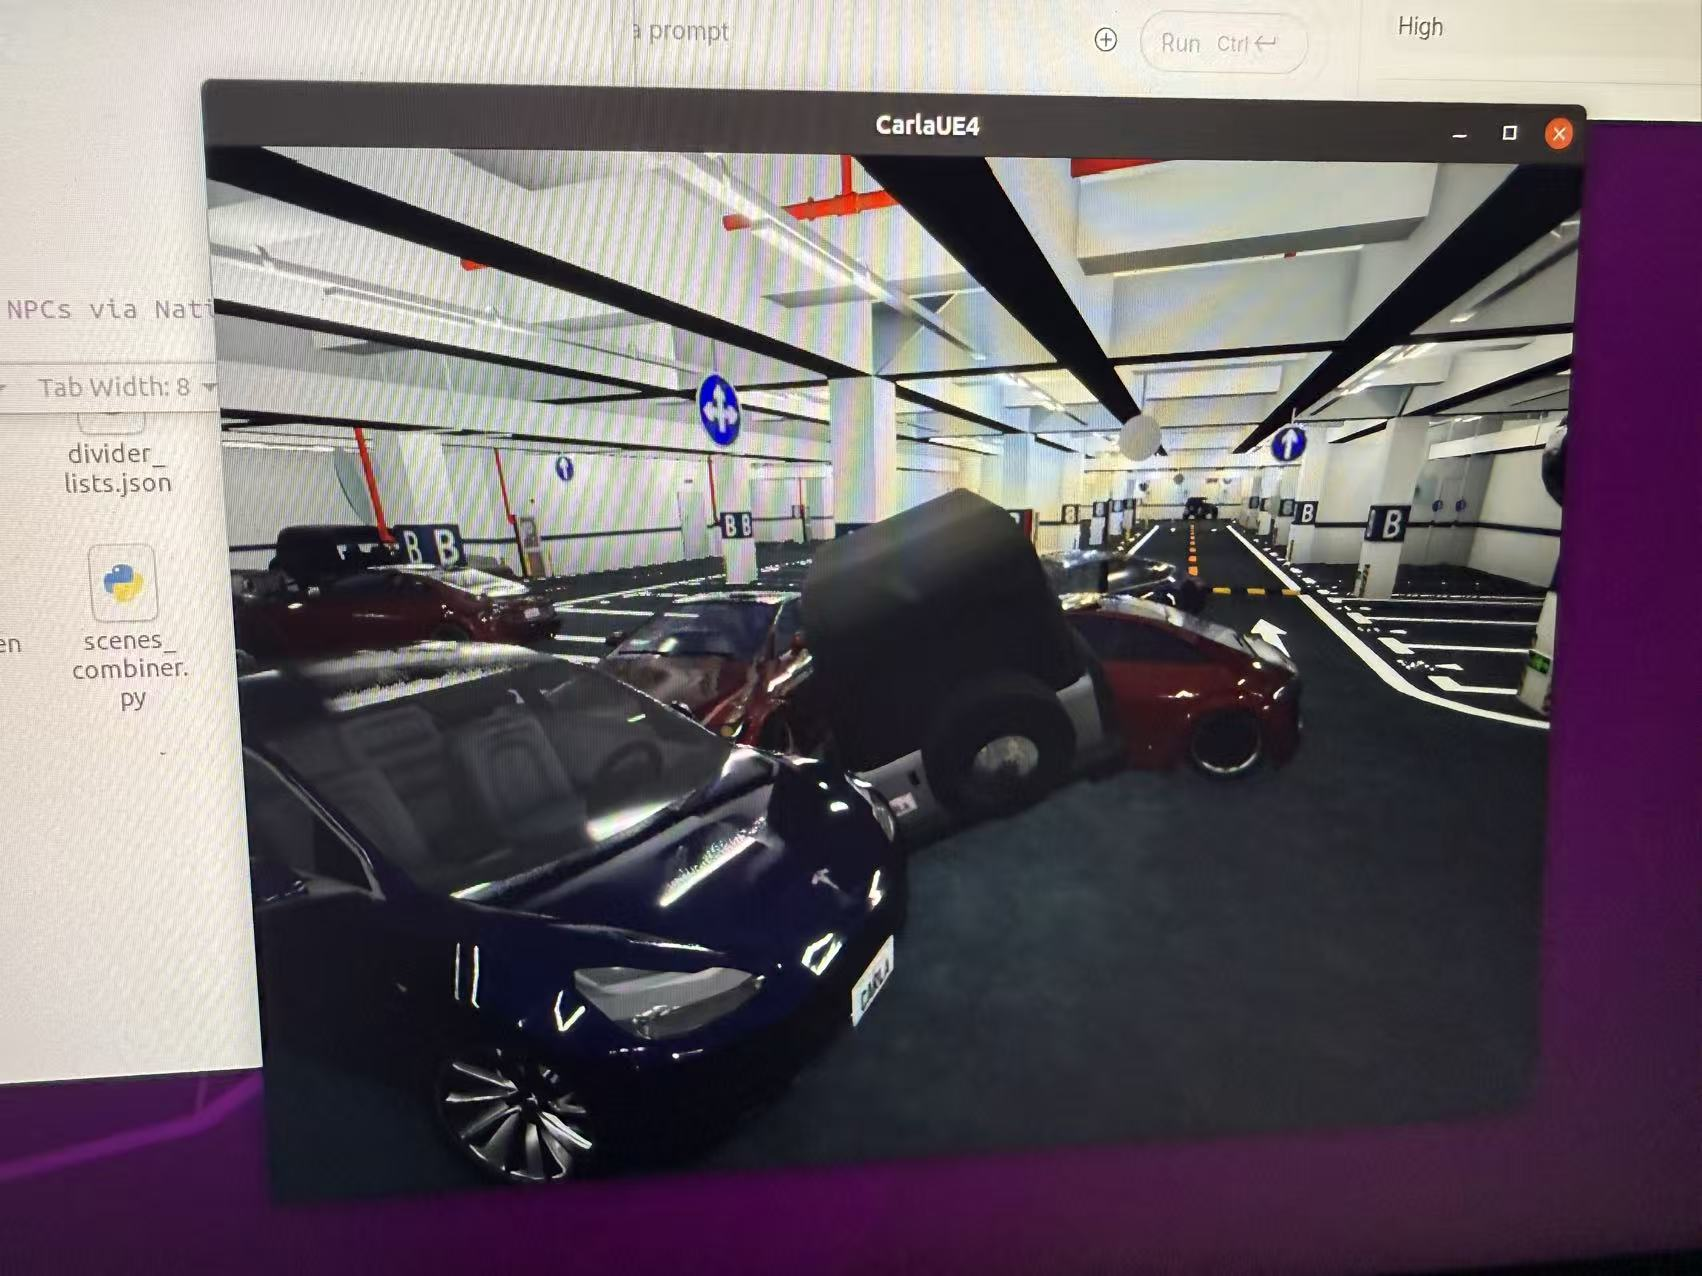 a prompt
Run Ctrl
High
CarlaUE4
NPCs via Nati
Tab Width: 8
divider_
lists.json
en
scenes_
combiner.
py
B B
B B
B
B
CARLA